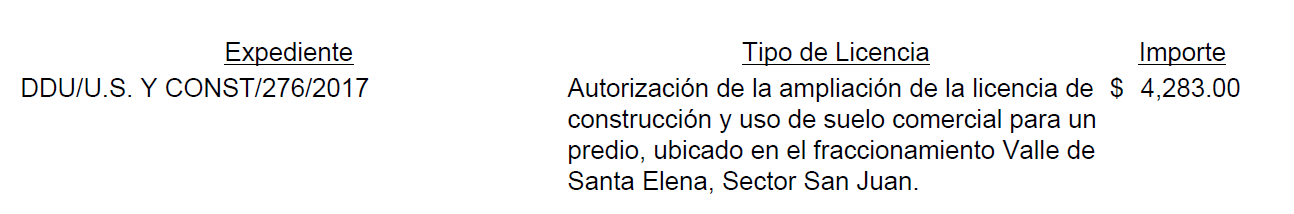 Expediente Tipo de Licencia Importe
DDU/U.S. Y CONST/276/2017 Autorización de la ampliación de la licencia de $ 4,283.00
construcción y uso de suelo comercial para un
predio, ubicado en el fraccionamiento Valle de
Santa Elena, Sector San Juan.